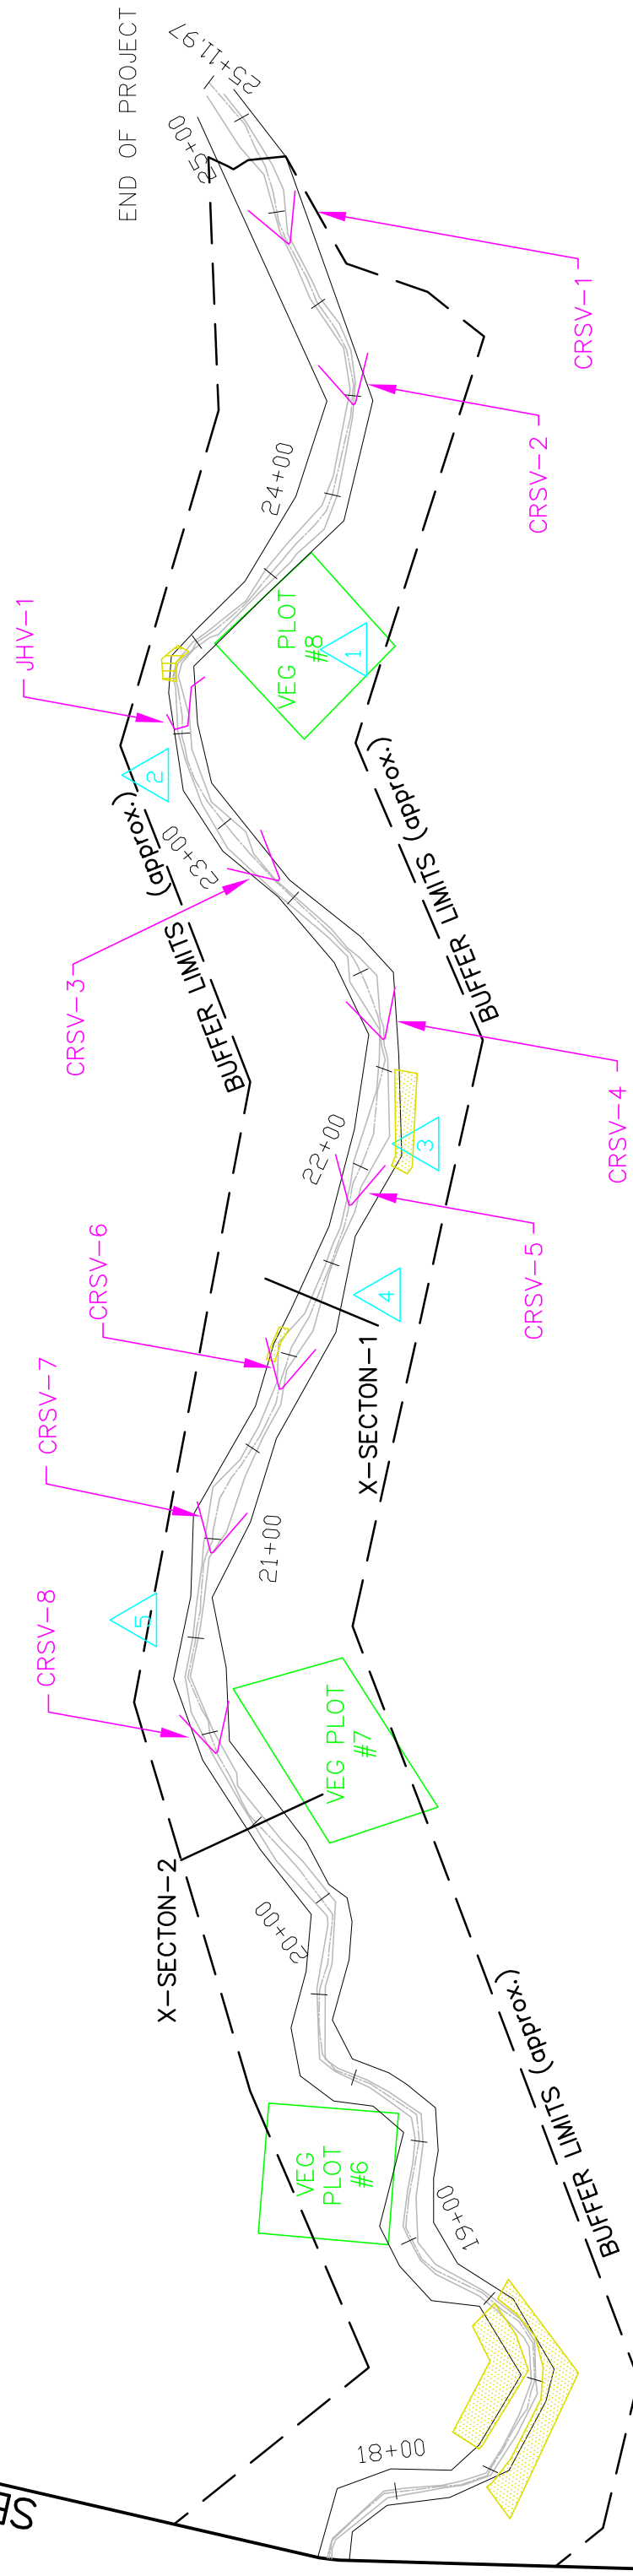 END OF PROJECT
25+11.97
25+00
CRSV-1
CRSV-2
24+00
JHV-1
VEG PLOT
#8
1
2
BUFFER LIMITS (approx.)
23+00
CRSV-3
BUFFER LIMITS (approx.)
CRSV-4
3
22+00
CRSV-5
CRSV-6
4
X-SECTON-1
CRSV-7
21+00
5
CRSV-8
VEG PLOT
#7
X-SECTON-2
20+00
VEG
PLOT
#6
19+00
BUFFER LIMITS (approx.)
18+00